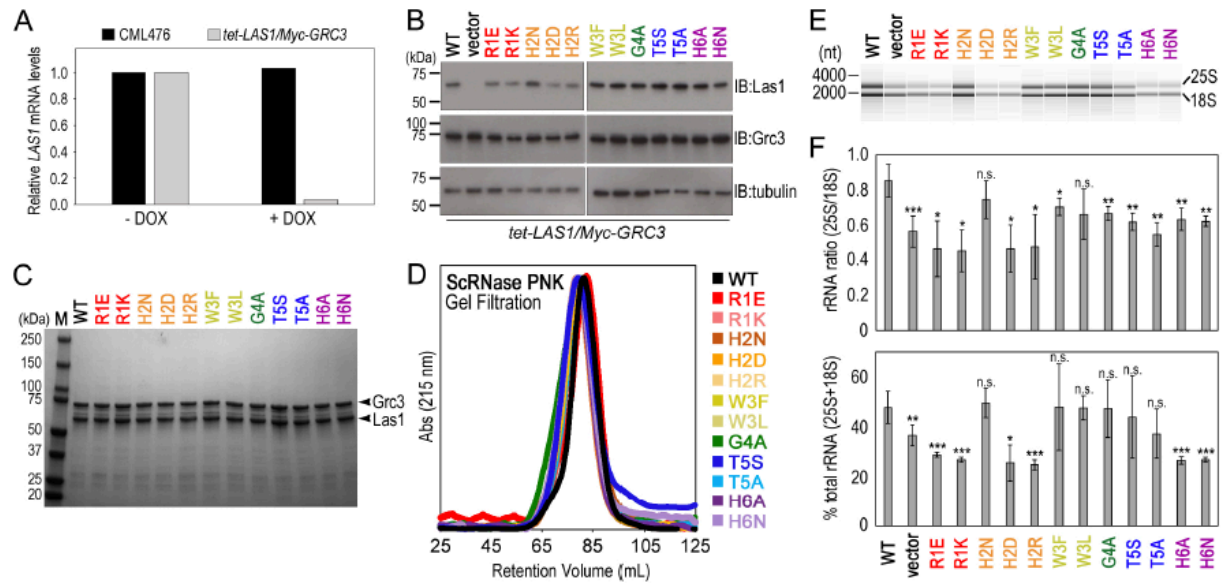 A
CML476 tet-LAS1/Myc-GRC3
Relative LAS1 mRNA levels
1.0
0.8
0.6
0.4
0.2
0.0
- DOX + DOX
B
WT vector R1E R1K H2N H2D H2R W3F W3L G4A T5S T5A H6A H6N
(kDa)
75
50
IB:Las1
100
75
IB:Grc3
75
50
IB:tubulin
tet-LAS1/Myc-GRC3
C
(kDa) M WT R1E R1K H2N H2D H2R W3F W3L G4A T5S T5A H6A H6N
250
150
100
75
50
37
25
20
Grc3
Las1
D
ScRNase PNK
Gel Filtration
Abs (215 nm)
25 45 65 85 105 125
Retention Volume (mL)
WT
R1E
R1K
H2N
H2D
H2R
W3F
W3L
G4A
T5S
T5A
H6A
H6N
E
WT vector R1E R1K H2N H2D H2R W3F W3L G4A T5S T5A H6A H6N
(nt)
4000
2000
25S
18S
F
rRNA ratio (25S/18S)
1.0
0.8
0.6
0.4
0.2
0
*** * * n.s. * * * ** n.s. ** ** ** ** **
% total rRNA (25S+18S)
60
40
20
0
** *** *** n.s. * *** n.s. n.s. n.s. n.s. n.s. *** ***
WT vector R1E R1K H2N H2D H2R W3F W3L G4A T5S T5A H6A H6N